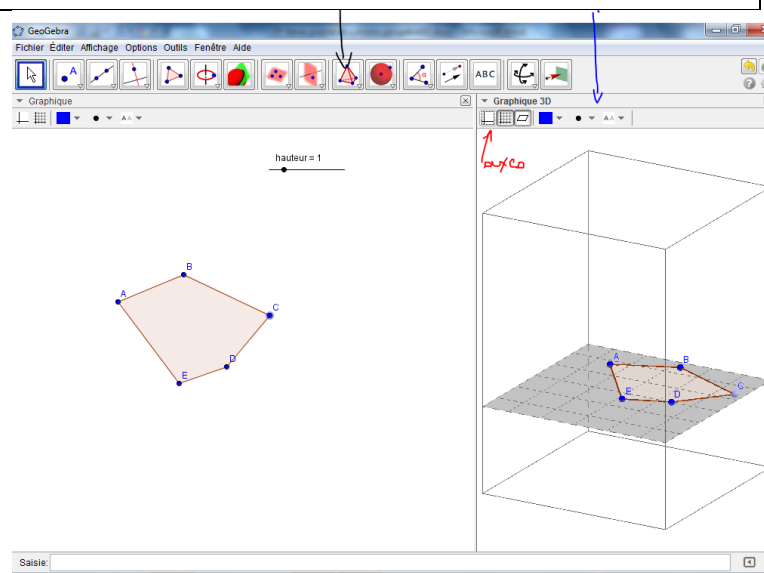 GeoGebra
Fichier Éditer Affichage Options Outils Fenêtre Aide
A ABC
Graphique
Graphique 3D
hauteur = 1
A
B
C
D
E
A
B
C
D
E
Saisie: